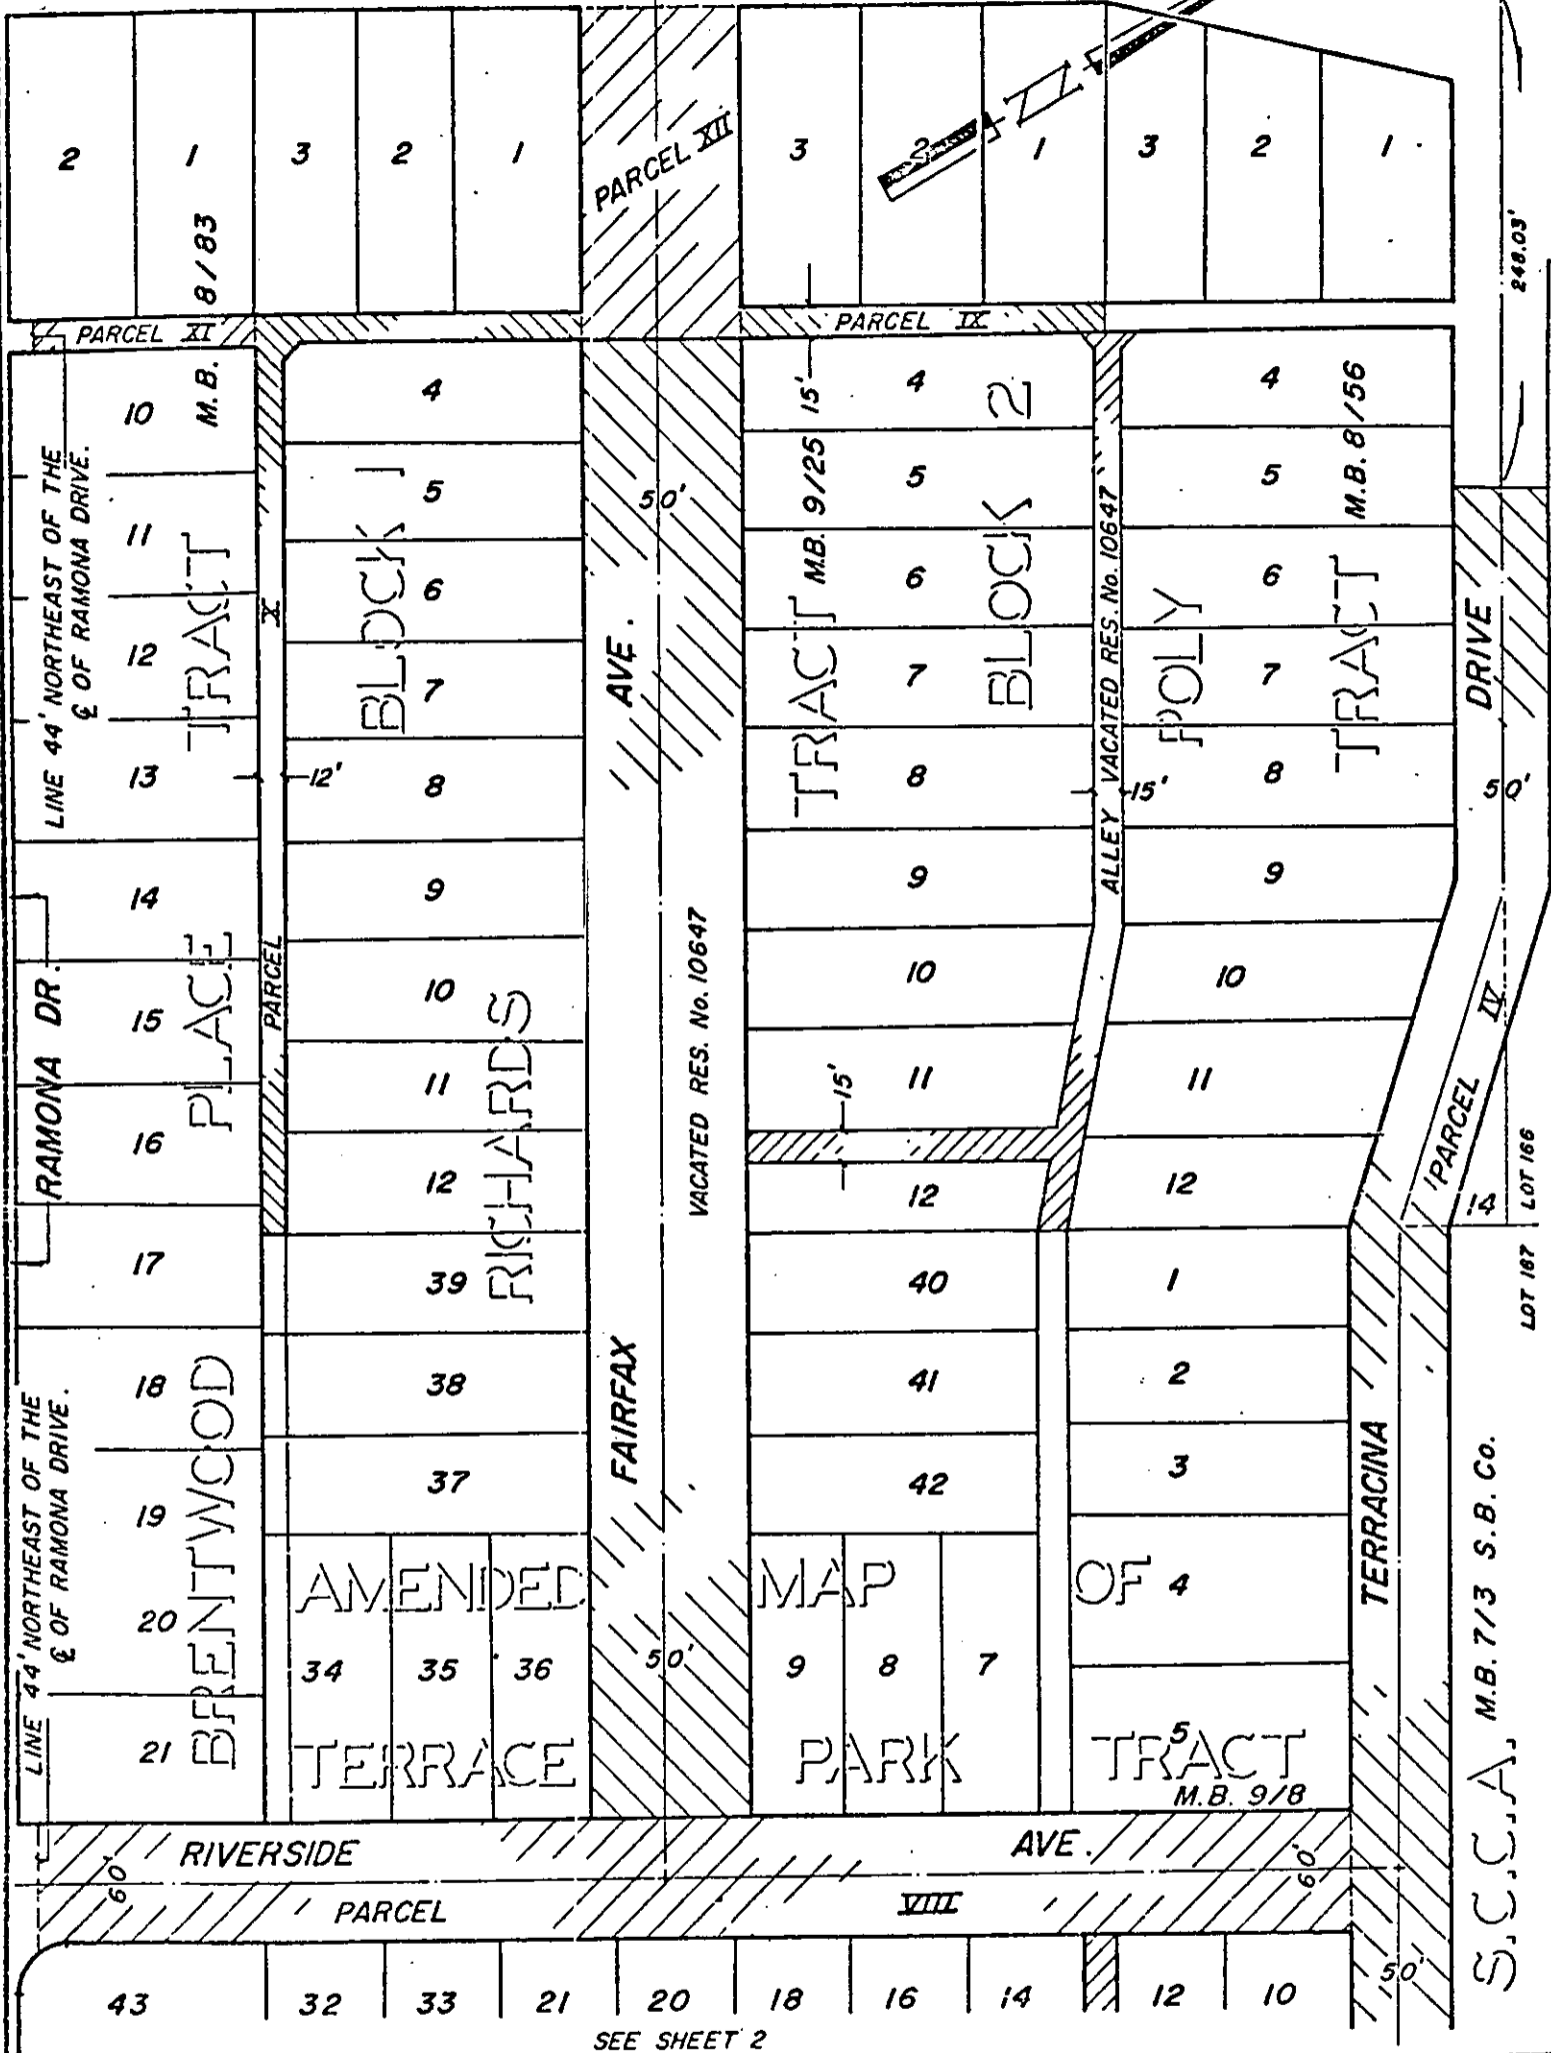 2 1 3 2 1 3 2 1 3 2 1
PARCEL XII
8/83
248.03'
PARCEL XI
PARCEL IX
M.B.
15'
10 4 4 2 4
M.B. 8/56
LINE 44' NORTHEAST OF THE
℄ OF RAMONA DRIVE.
11 5 5 5
50'
M.B. 9/25
TRACT
X
BLOCK 1
6 6 6
AVE.
TRACT
BLOCK
ALLEY VACATED RES. No. 10647
POLY
TRACT
DRIVE
12 7 7 7
13 12' 8 8 15' 8 50'
14 9 9 9
RAMONA DR.
PLACE
PARCEL
15 10 10 10
RICHARDS
VACATED RES. No. 10647
PARCEL IV
16 11 15' 11 11
12 12 12
14
LOT 166
LOT 167
17 39 40 1
18 38 41 2
FAIRFAX
LINE 44' NORTHEAST OF THE
℄ OF RAMONA DRIVE.
BRENTWOOD
19 37 42 3
TERRACINA
AMENDED MAP OF 4
20
34 35 36 50' 9 8 7
21
TERRACE PARK TRACT
5
M.B. 9/8
M.B. 7/3 S.B. Co.
S.C.C.A.
RIVERSIDE AVE.
60' 60'
PARCEL VIII
43 32 33 21 20 18 16 14 12 10 50'
SEE SHEET 2